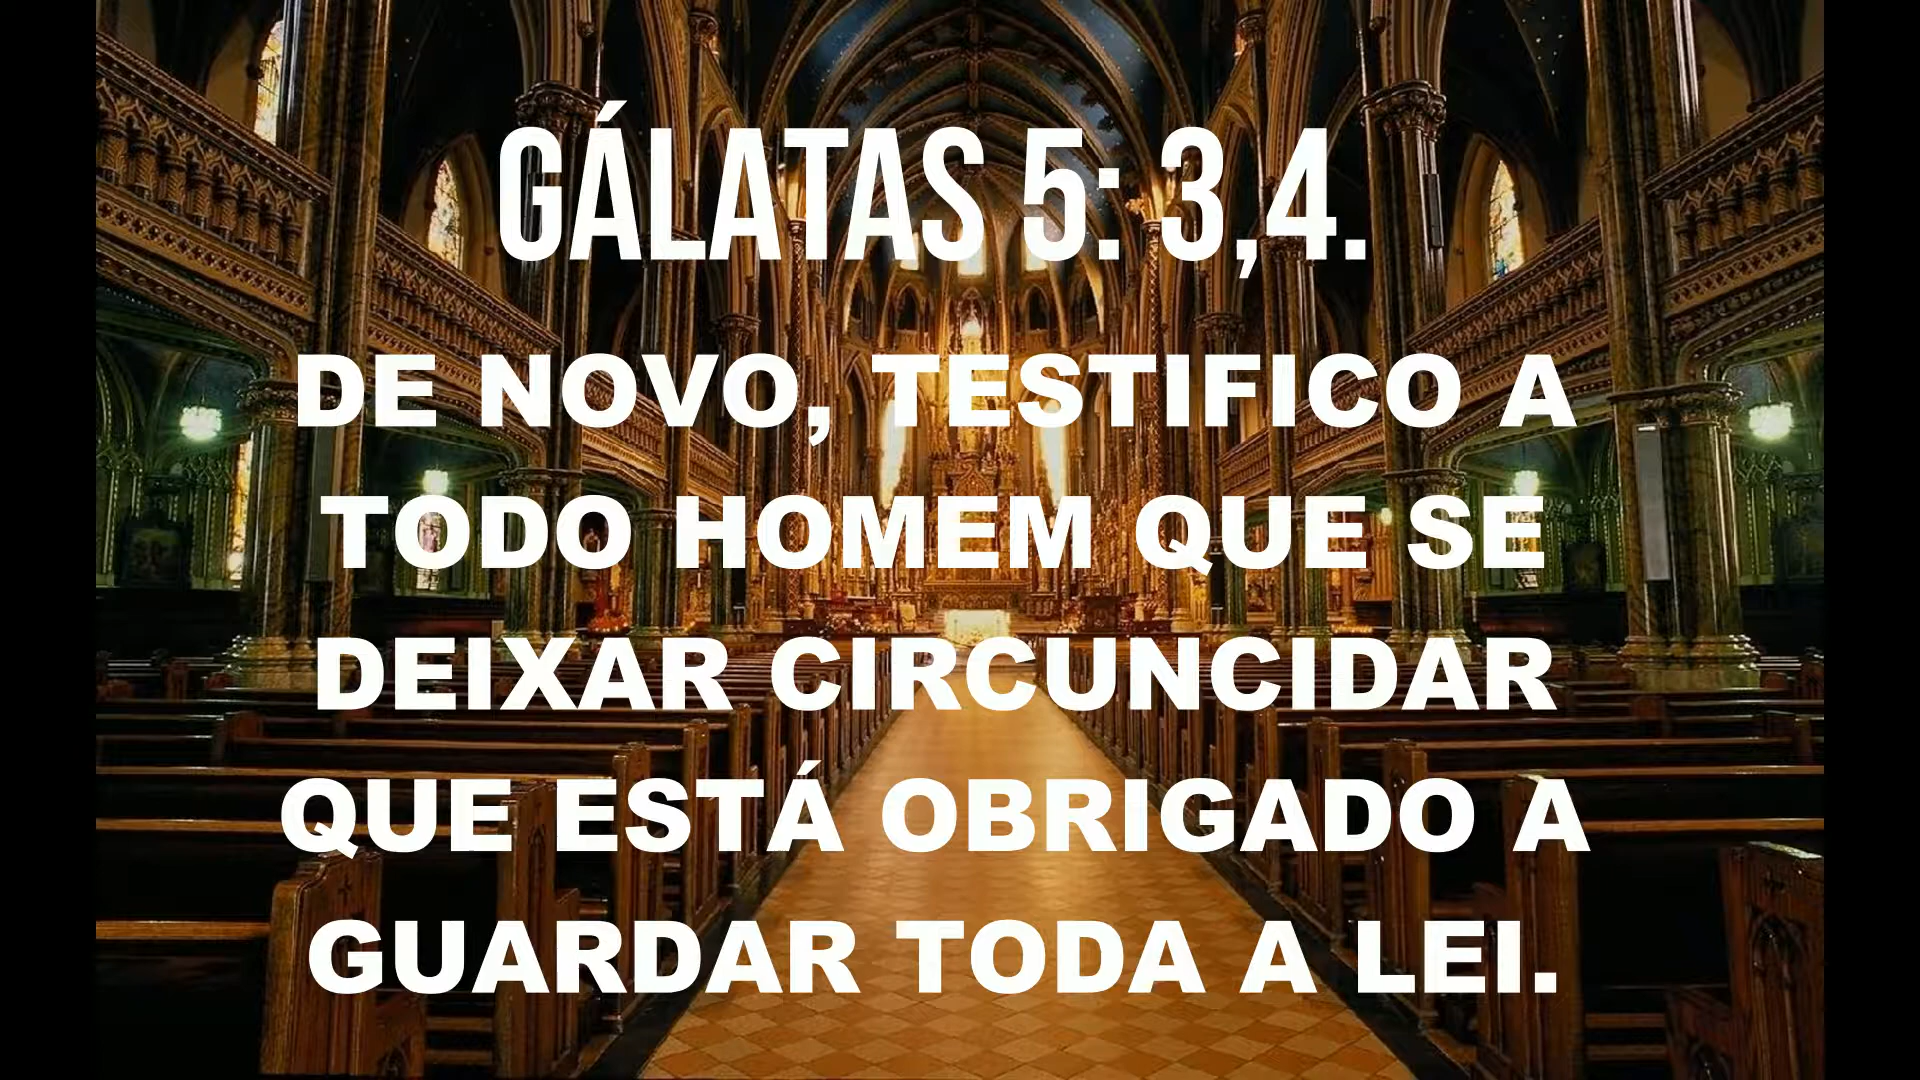 GÁLATAS 5: 3,4.
DE NOVO, TESTIFICO A
TODO HOMEM QUE SE
DEIXAR CIRCUNCIDAR
QUE ESTÁ OBRIGADO A
GUARDAR TODA A LEI.